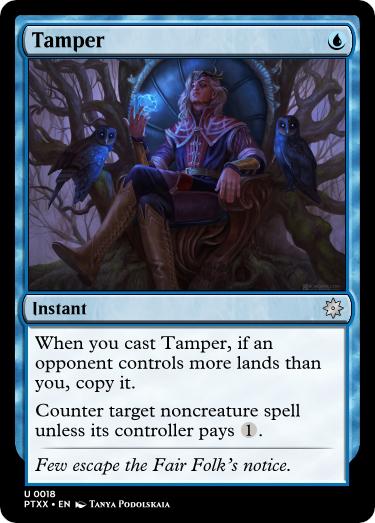 Tamper
Instant
When you cast Tamper, if an
opponent controls more lands than
you, copy it.
Counter target noncreature spell
unless its controller pays 1.
Few escape the Fair Folk's notice.
U 0018
PTXX • EN Tanya Podolskaia